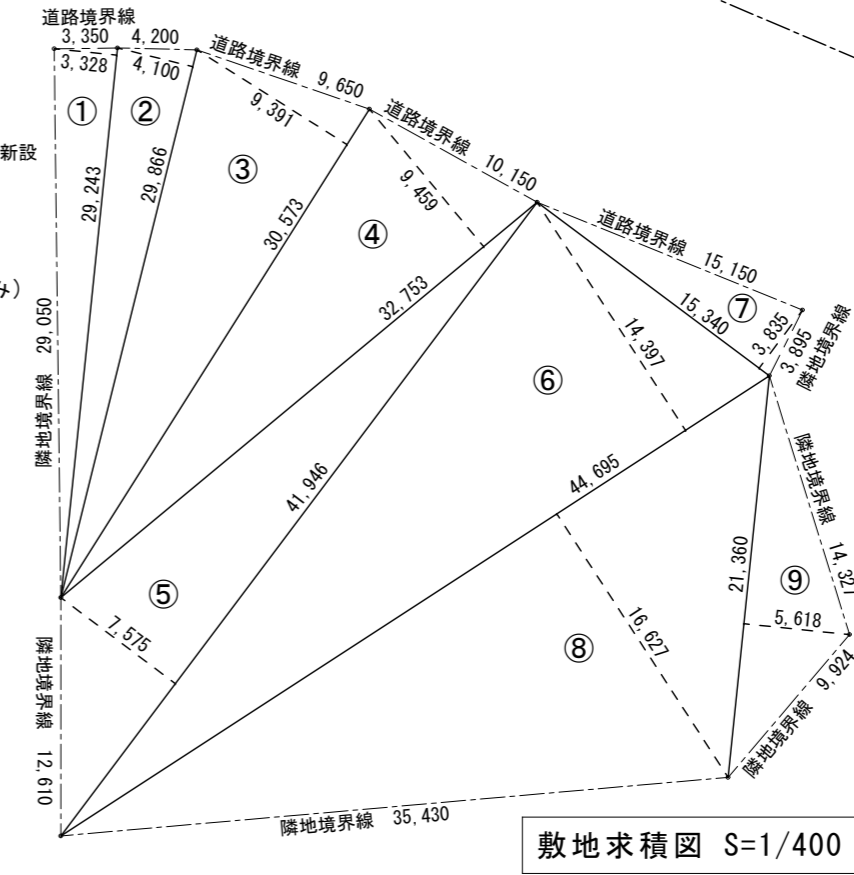 道路境界線
3,350
4,200
3,328
4,100
道路境界線 9,650
9,391
道路境界線 10,150
9,459
①
②
③
④
新設
29,243
29,866
30,573
32,753
み)
隣地境界線 29,050
道路境界線 15,150
⑦
15,340
3,835
3,895
隣地境界線
14,397
⑥
41,946
44,695
隣地境界線 14,327
21,360
⑨
5,618
⑤
7,575
16,627
⑧
隣地境界線 9,924
隣地境界線 12,610
隣地境界線 35,430
敷地求積図 S=1/400